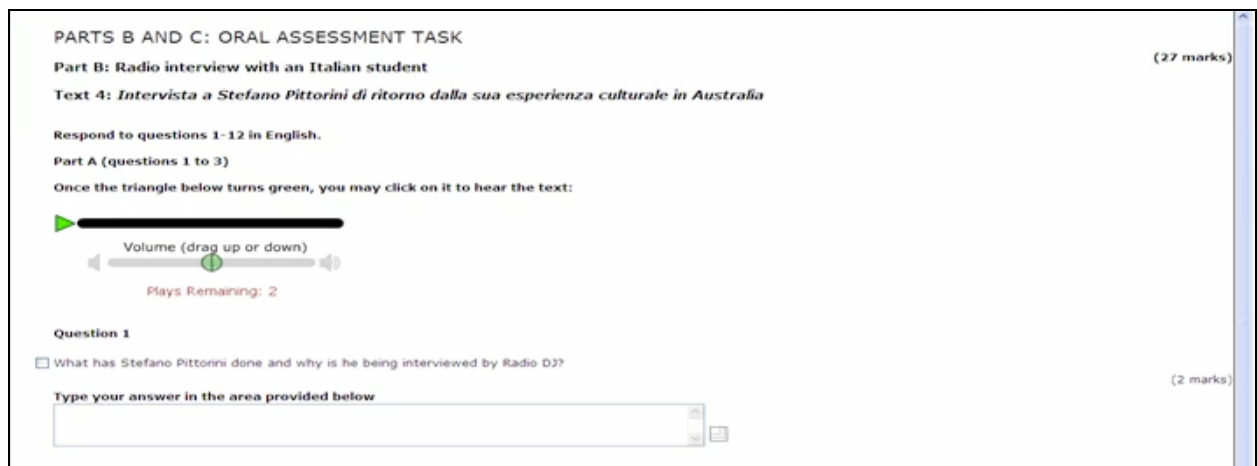 PARTS B AND C: ORAL ASSESSMENT TASK
(27 marks)
Part B: Radio interview with an Italian student
Text 4: Intervista a Stefano Pittorini di ritorno dalla sua esperienza culturale in Australia
Respond to questions 1-12 in English.
Part A (questions 1 to 3)
Once the triangle below turns green, you may click on it to hear the text:
Volume (drag up or down)
Plays Remaining: 2
Question 1
What has Stefano Pittorini done and why is he being interviewed by Radio DJ?
(2 marks)
Type your answer in the area provided below